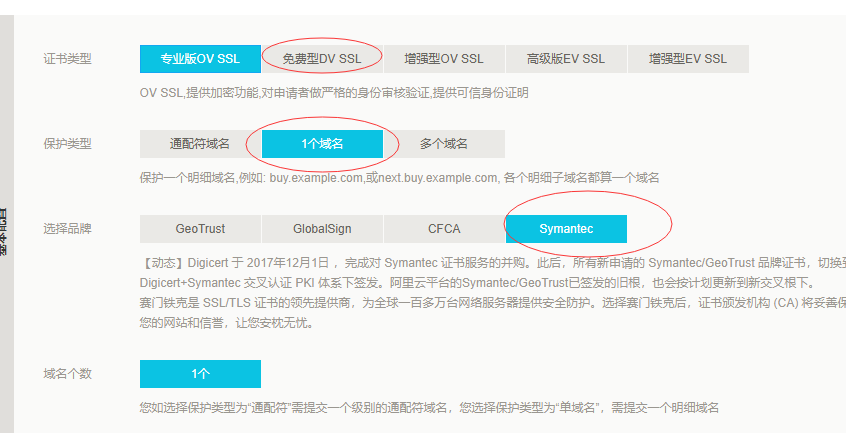 证书类型 专业版OV SSL 免费型DV SSL 增强型OV SSL 高级版EV SSL 增强型EV SSL
OV SSL,提供加密功能,对申请者做严格的身份审核验证,提供可信身份证明
保护类型 通配符域名 1个域名 多个域名
保护一个明细域名,例如: buy.example.com,或next.buy.example.com, 各个明细子域名都算一个域名
选择品牌 GeoTrust GlobalSign CFCA Symantec
【动态】Digicert 于 2017年12月1日 ，完成对 Symantec 证书服务的并购。此后，所有新申请的 Symantec/GeoTrust 品牌证书，切换到
Digicert+Symantec 交叉认证 PKI 体系下签发。阿里云平台的Symantec/GeoTrust已签发的旧根，也会按计划更新到新交叉根下。
赛门铁克是 SSL/TLS 证书的领先提供商，为全球一百多万台网络服务器提供安全防护。选择赛门铁克后，证书颁发机构 (CA) 将妥善保
您的网站和信誉，让您安枕无忧。
域名个数 1个
您如选择保护类型为“通配符”需提交一个级别的通配符域名，您选择保护类型为“单域名”，需提交一个明细域名